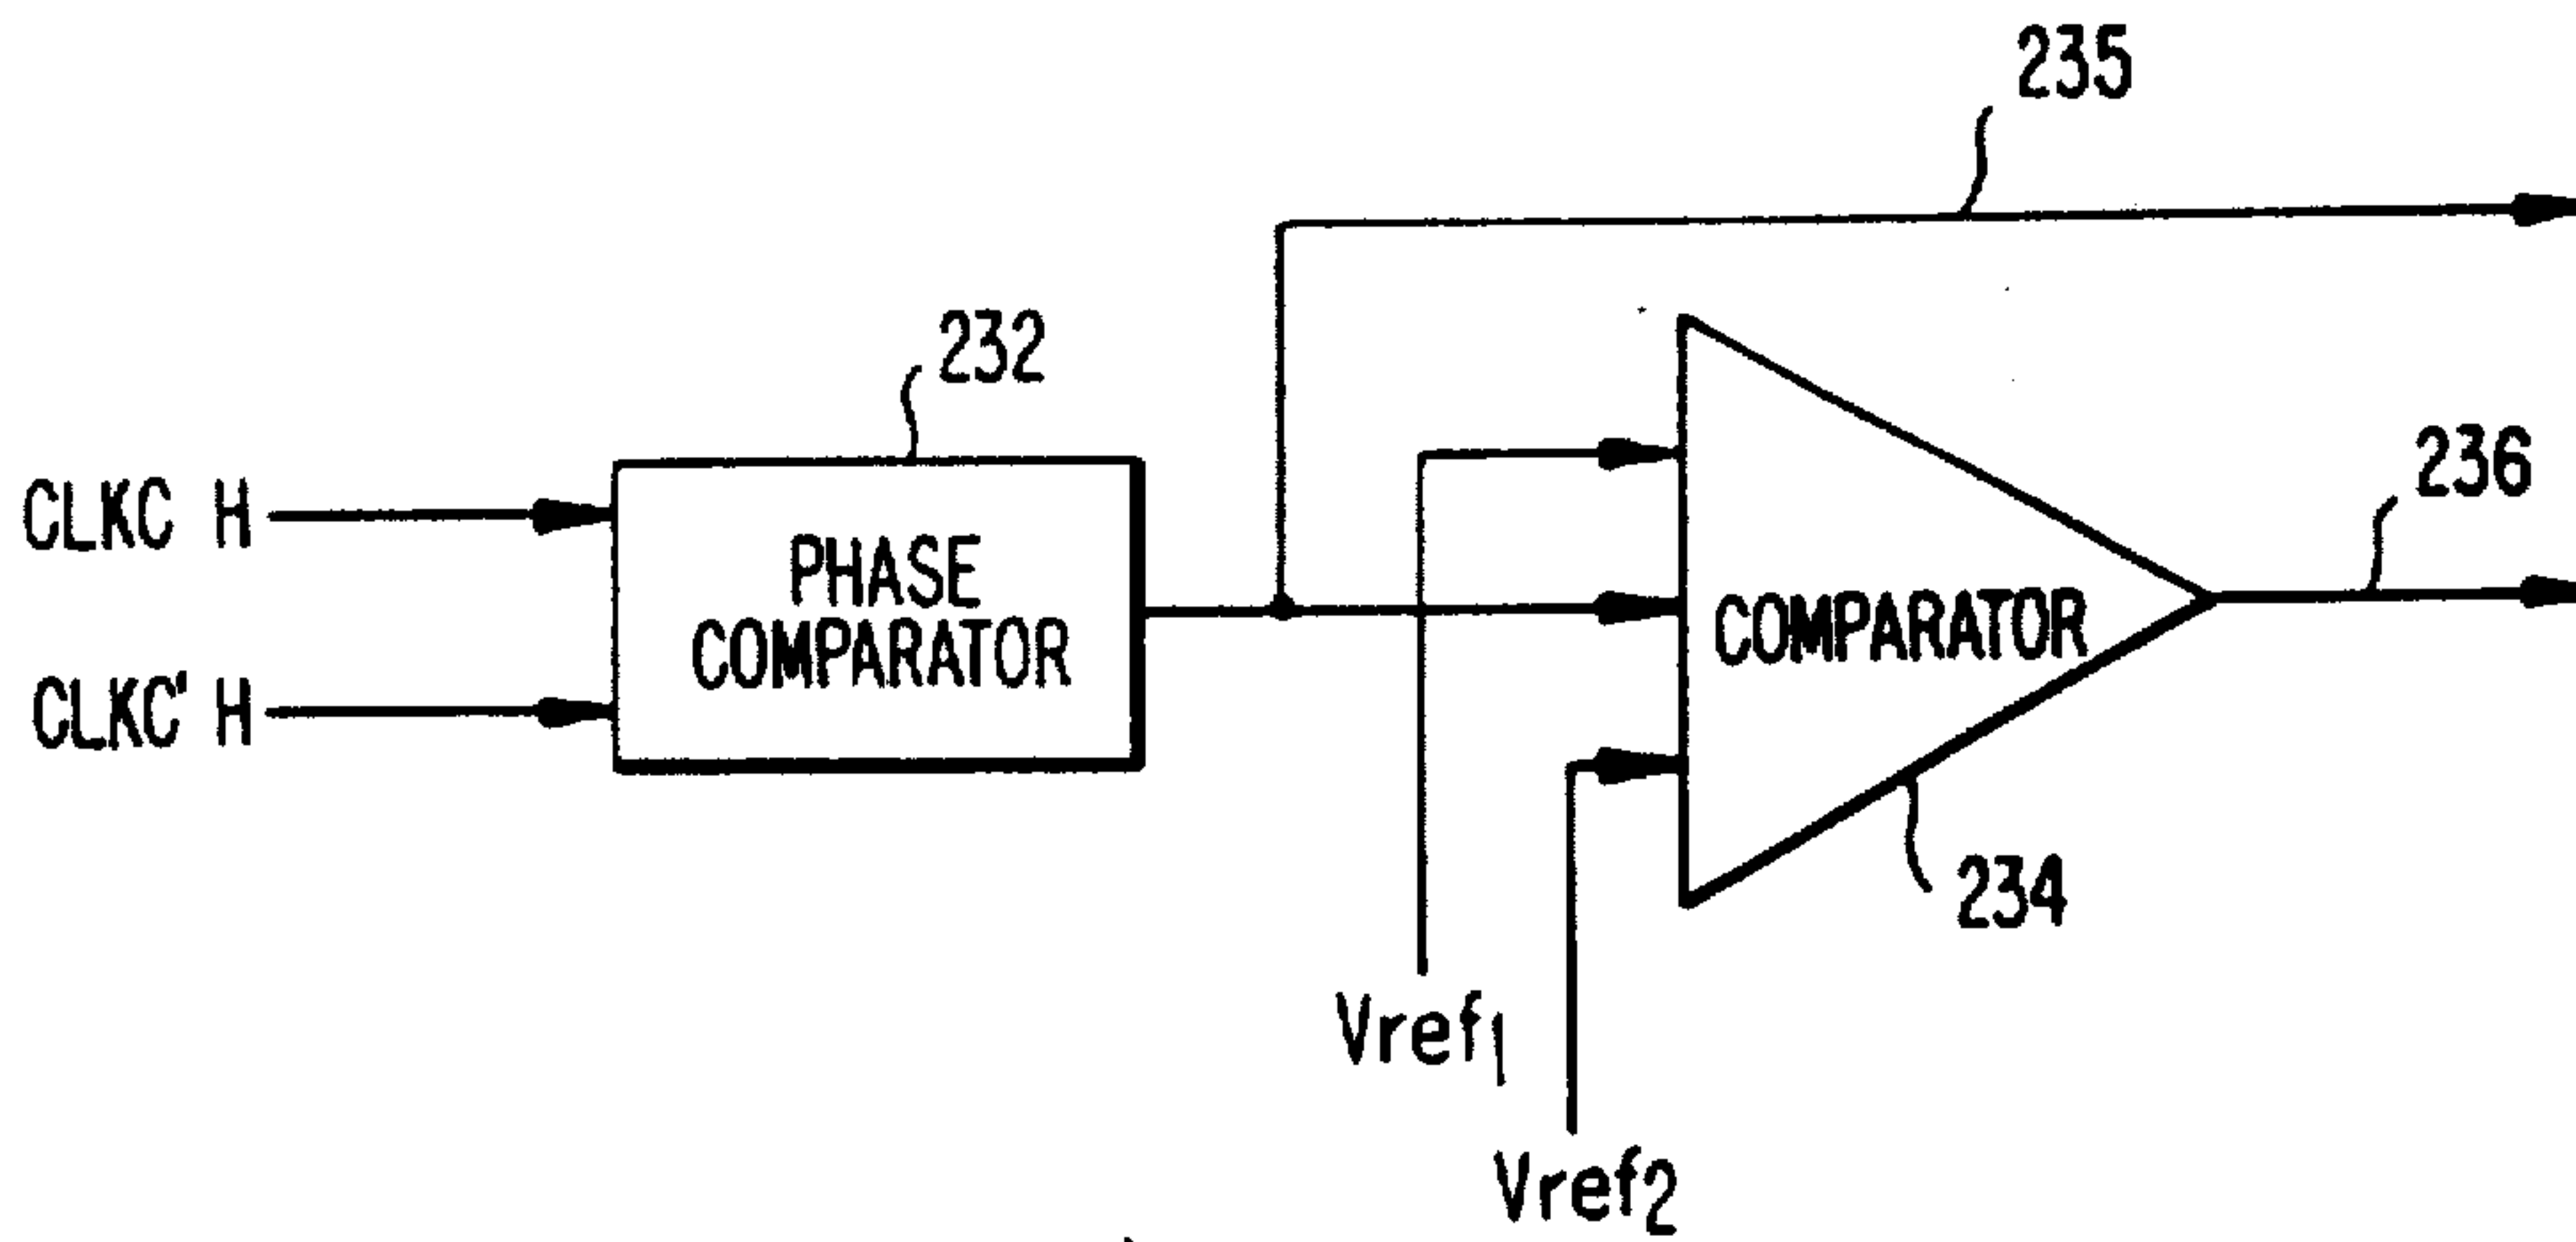 235
232
236
CLKC H
PHASE
COMPARATOR
COMPARATOR
CLKC' H
234
Vref1
Vref2